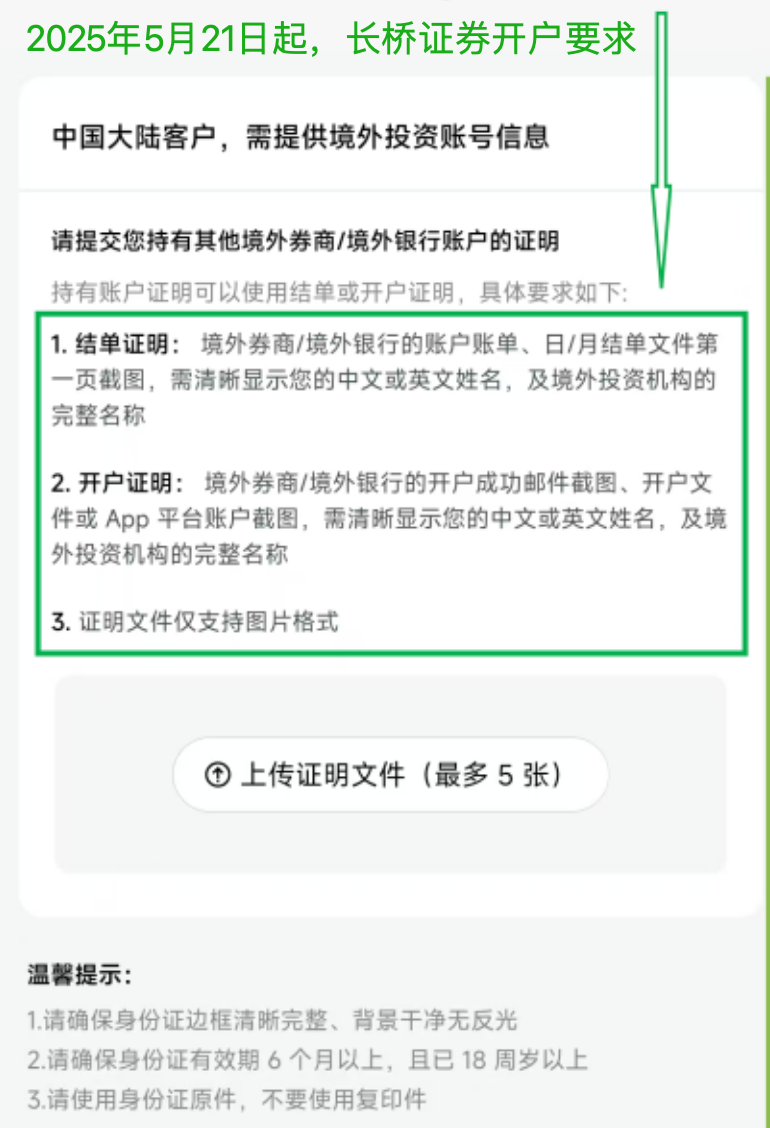 2025年5月21日起，长桥证券开户要求
中国大陆客户，需提供境外投资账号信息
请提交您持有其他境外券商/境外银行账户的证明
持有账户证明可以使用结单或开户证明，具体要求如下:
1. 结单证明： 境外券商/境外银行的账户账单、日/月结单文件第
一页截图，需清晰显示您的中文或英文姓名，及境外投资机构的
完整名称
2. 开户证明： 境外券商/境外银行的开户成功邮件截图、开户文
件或 App 平台账户截图，需清晰显示您的中文或英文姓名，及境
外投资机构的完整名称
3. 证明文件仅支持图片格式
上传证明文件（最多 5 张）
温馨提示:
1.请确保身份证边框清晰完整、背景干净无反光
2.请确保身份证有效期 6 个月以上，且已 18 周岁以上
3.请使用身份证原件，不要使用复印件